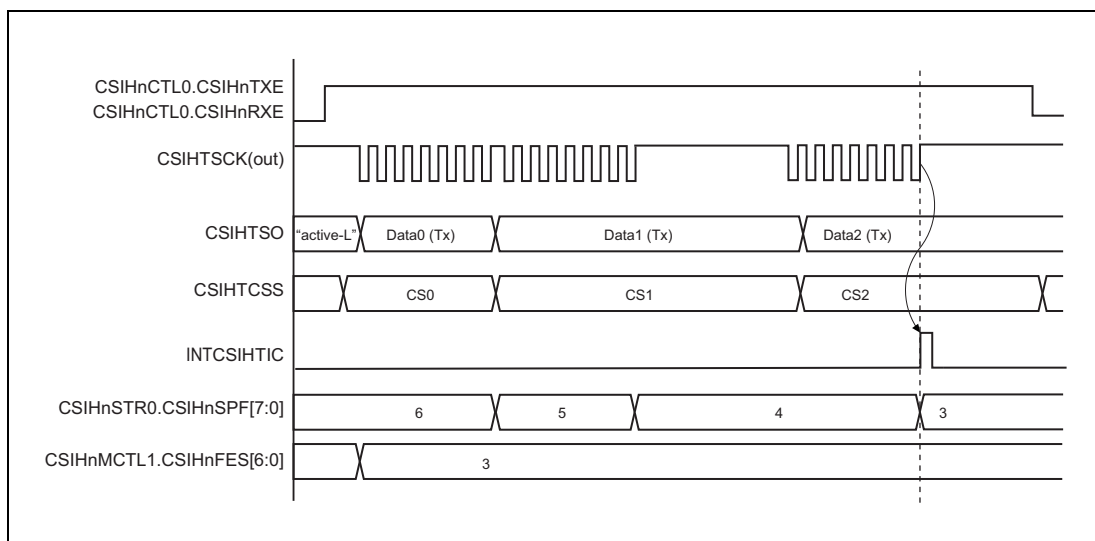 CSIHnCTL0.CSIHnTXE
CSIHnCTL0.CSIHnRXE
CSIHTSCK(out)
CSIHTSO
"active-L" Data0 (Tx) Data1 (Tx) Data2 (Tx)
CSIHTCSS
CS0 CS1 CS2
INTCSIHTIC
CSIHnSTR0.CSIHnSPF[7:0]
6 5 4 3
CSIHnMCTL1.CSIHnFES[6:0]
3